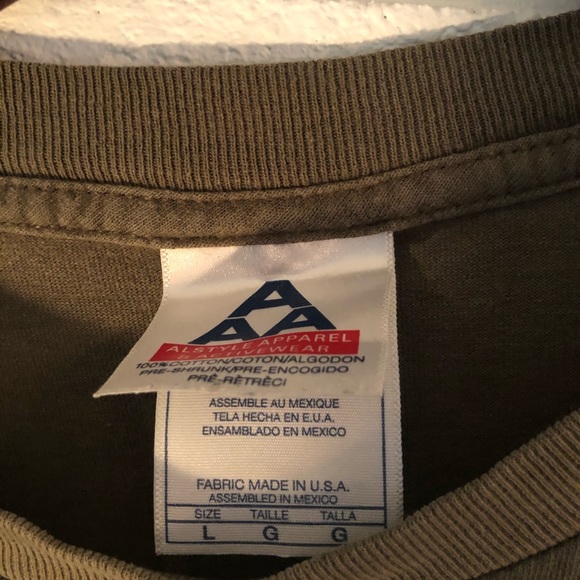 A
A A
ALSTYLE APPAREL
& ACTIVEWEAR
100% COTTON/COTON/ALGODON
PRE-SHRUNK/PRE-ENCOGIDO
PRÉ-RÉTRÉCI
ASSEMBLE AU MEXIQUE
TELA HECHA EN E.U.A.
ENSAMBLADO EN MEXICO
FABRIC MADE IN U.S.A.
ASSEMBLED IN MEXICO
SIZE TAILLE TALLA
L G G